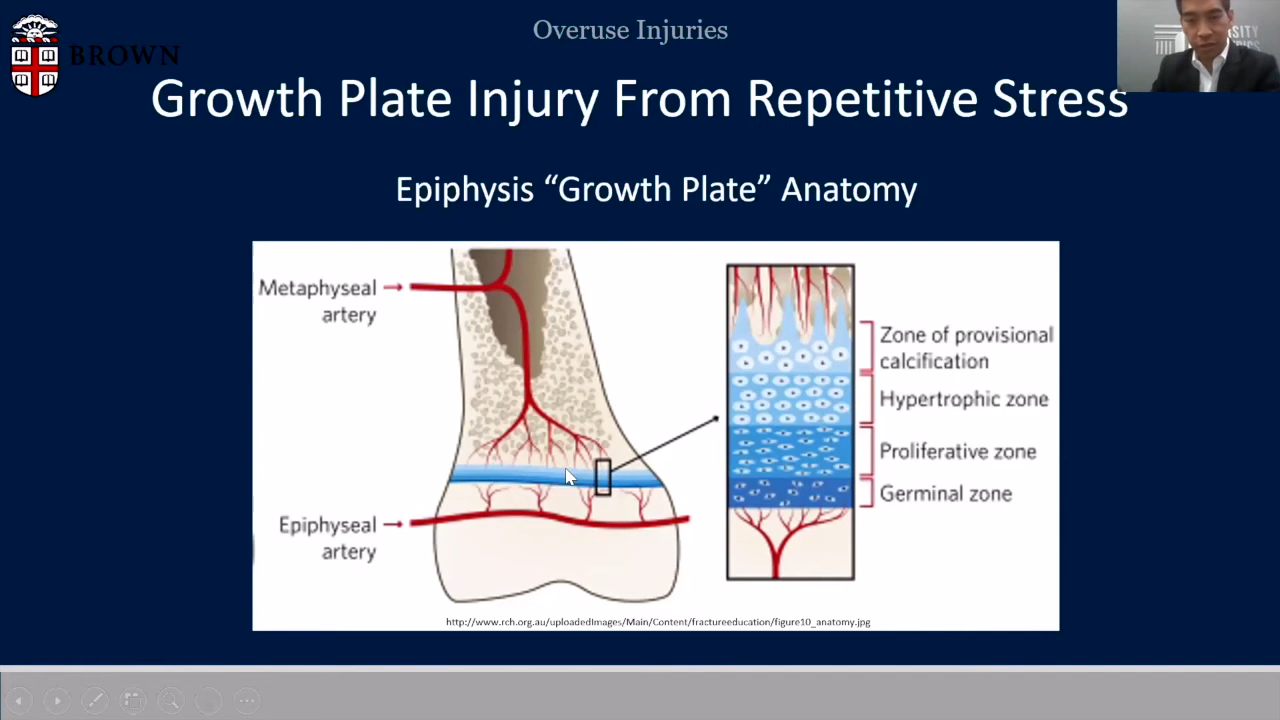 Overuse Injuries
BROWN
Growth Plate Injury From Repetitive Stress
Epiphysis “Growth Plate” Anatomy
Metaphyseal
artery
Epiphyseal
artery
Zone of provisional
calcification
Hypertrophic zone
Proliferative zone
Germinal zone
http://www.rch.org.au/uploadedImages/Main/Content/fractureeducation/figure10_anatomy.jpg